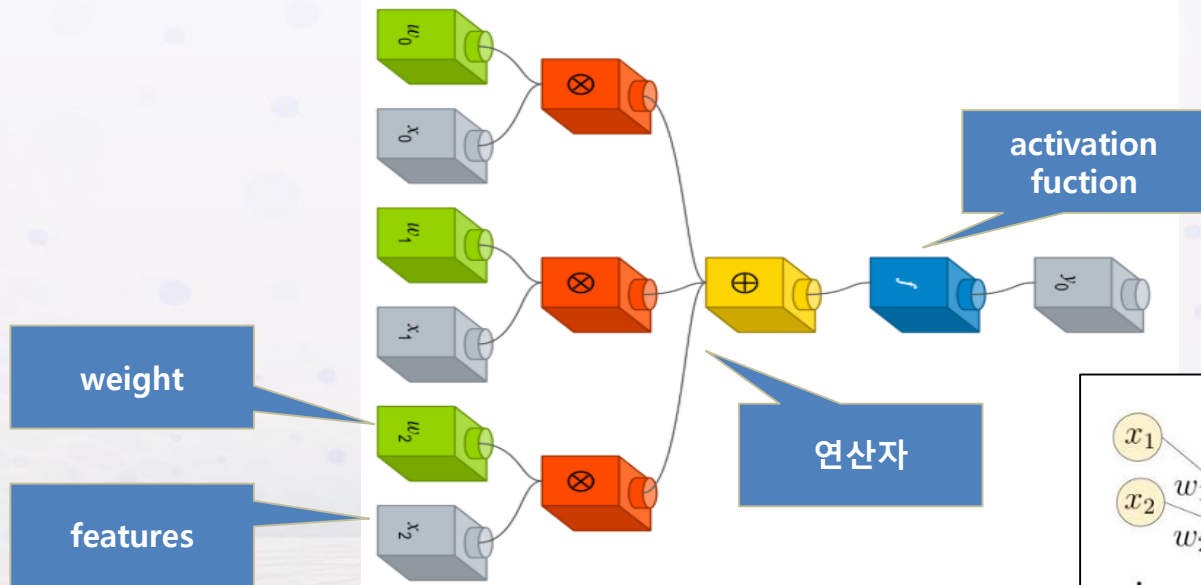 w₀
⊗
x₀
activation
fuction
w₁
⊗
⊕
f
y₀
x₁
weight
w₂
⊗
연산자
features
x₂
x₁
x₂